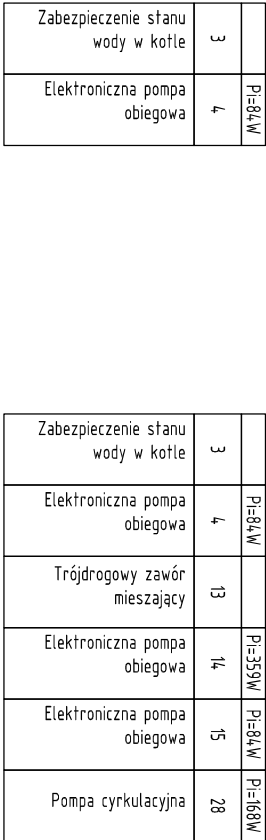 Zabezpieczenie stanu
wody w kotle
3
Elektroniczna pompa
obiegowa
4
Pi=84W
Zabezpieczenie stanu
wody w kotle
3
Elektroniczna pompa
obiegowa
4
Pi=84W
Trójdrogowy zawór
mieszający
13
Elektroniczna pompa
obiegowa
14
Pi=359W
Elektroniczna pompa
obiegowa
15
Pi=84W
Pompa cyrkulacyjna
28
Pi=168W